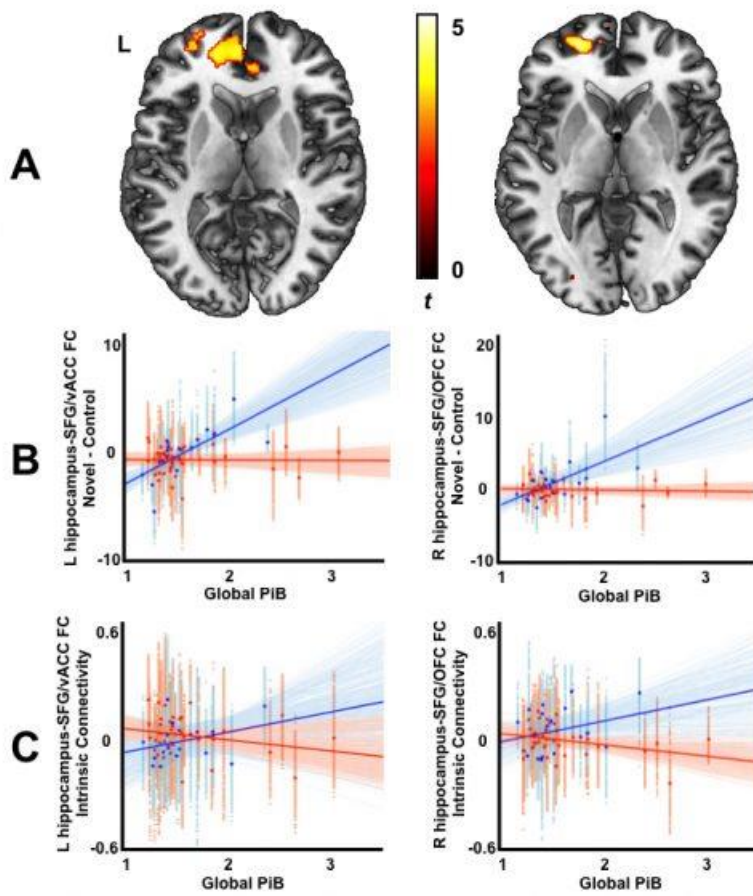 A
L
5
0
t
B
L hippocampus-SFG/vACC FC
Novel - Control
10
0
-10
1
2
3
Global PiB
R hippocampus-SFG/OFC FC
Novel - Control
20
10
0
-10
1
2
3
Global PiB
C
L hippocampus-SFG/vACC FC
Intrinsic Connectivity
0.6
0
-0.6
1
2
3
Global PiB
R hippocampus-SFG/OFC FC
Intrinsic Connectivity
0.6
0
-0.6
1
2
3
Global PiB